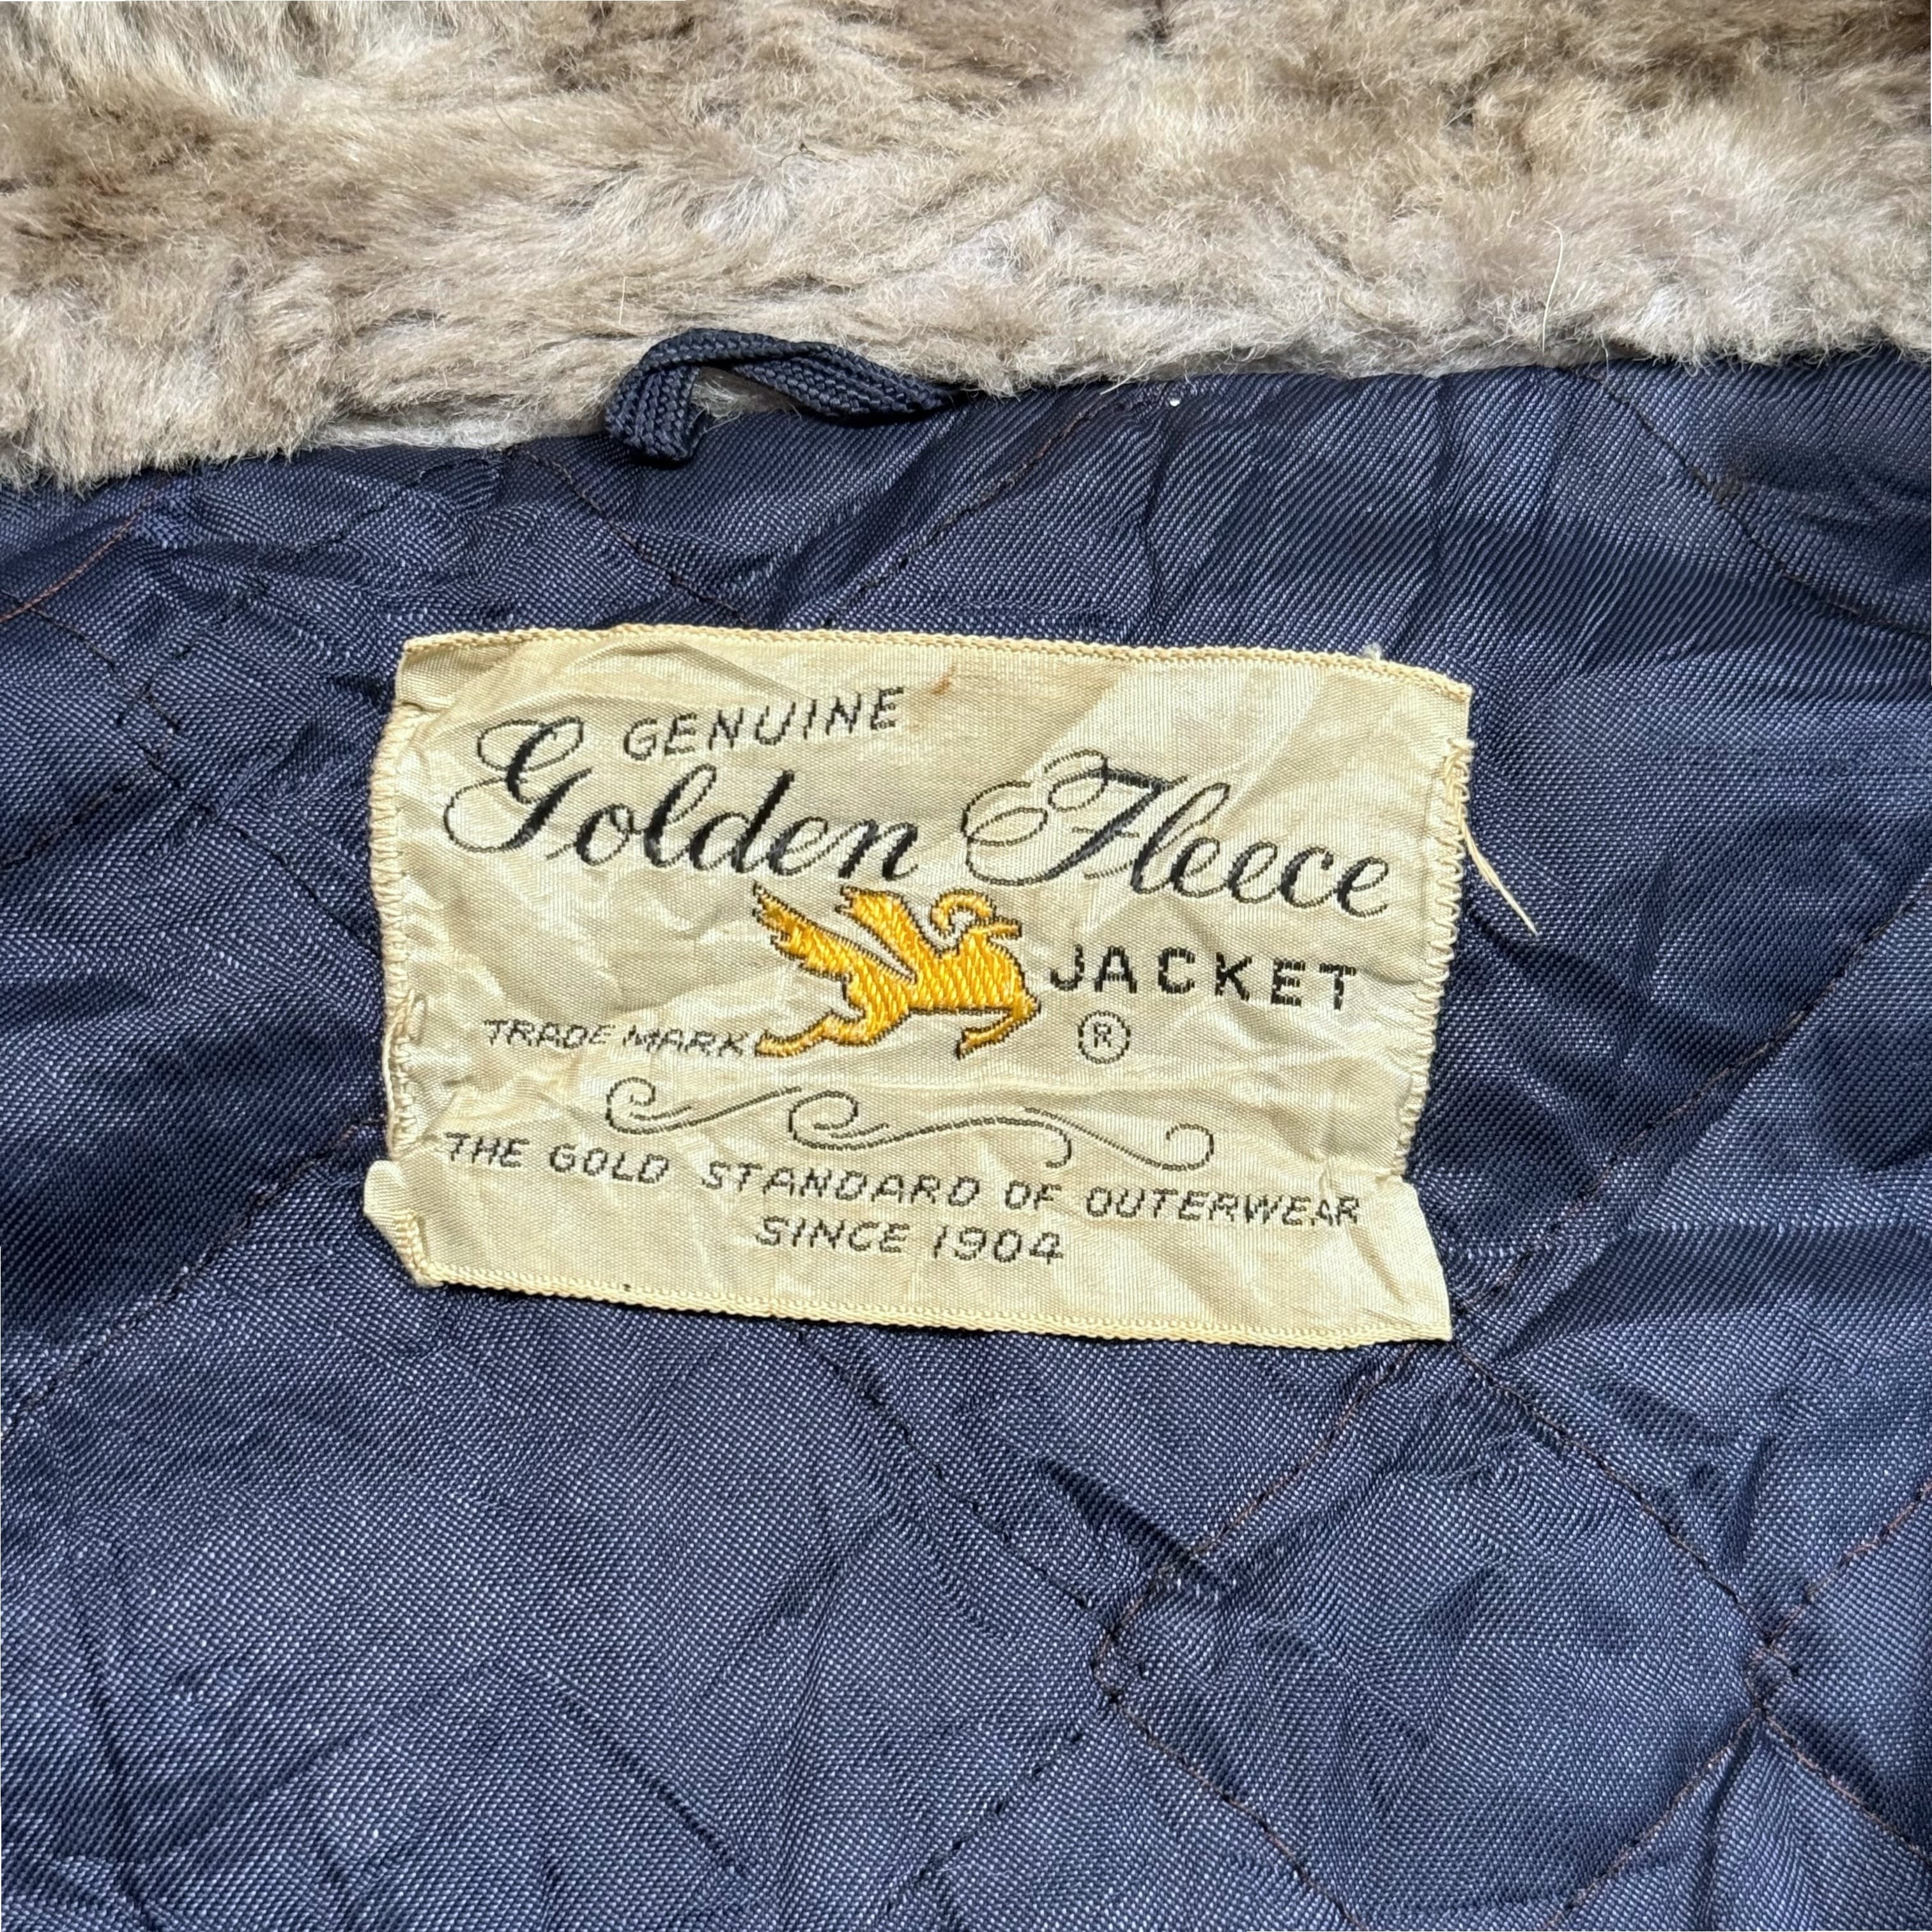 GENUINE
Golden Fleece
JACKET
TRADE MARK ®
THE GOLD STANDARD OF OUTERWEAR
SINCE 1904